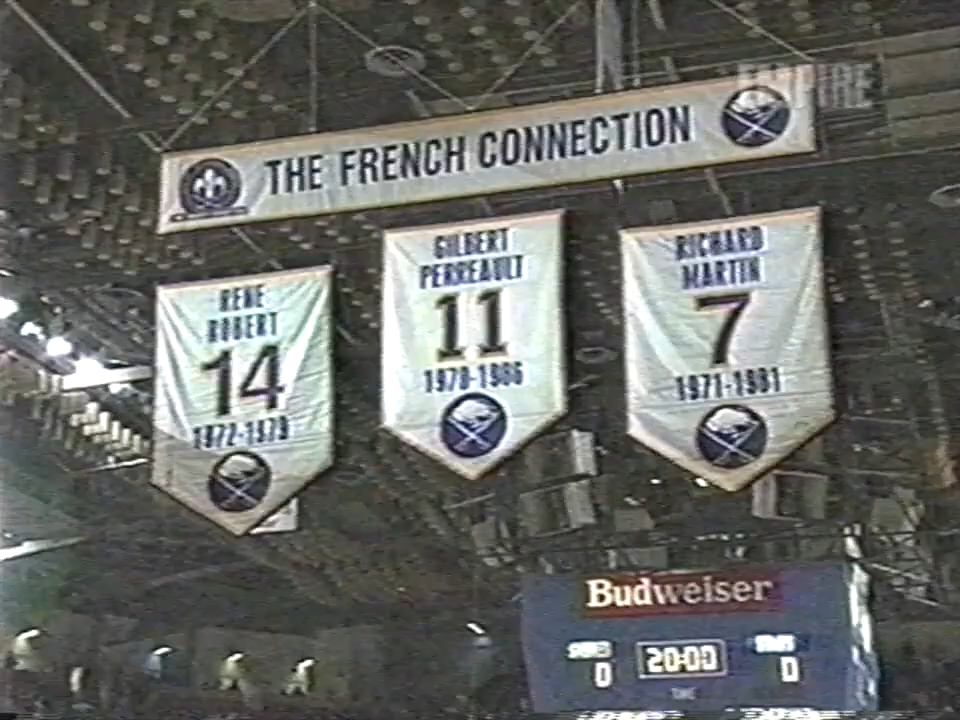 EMPIRE
THE FRENCH CONNECTION
RENE
ROBERT
14
1972-1979
GILBERT
PERREAULT
11
1970-1986
RICHARD
MARTIN
7
1971-1981
Budweiser
20:00
0
0